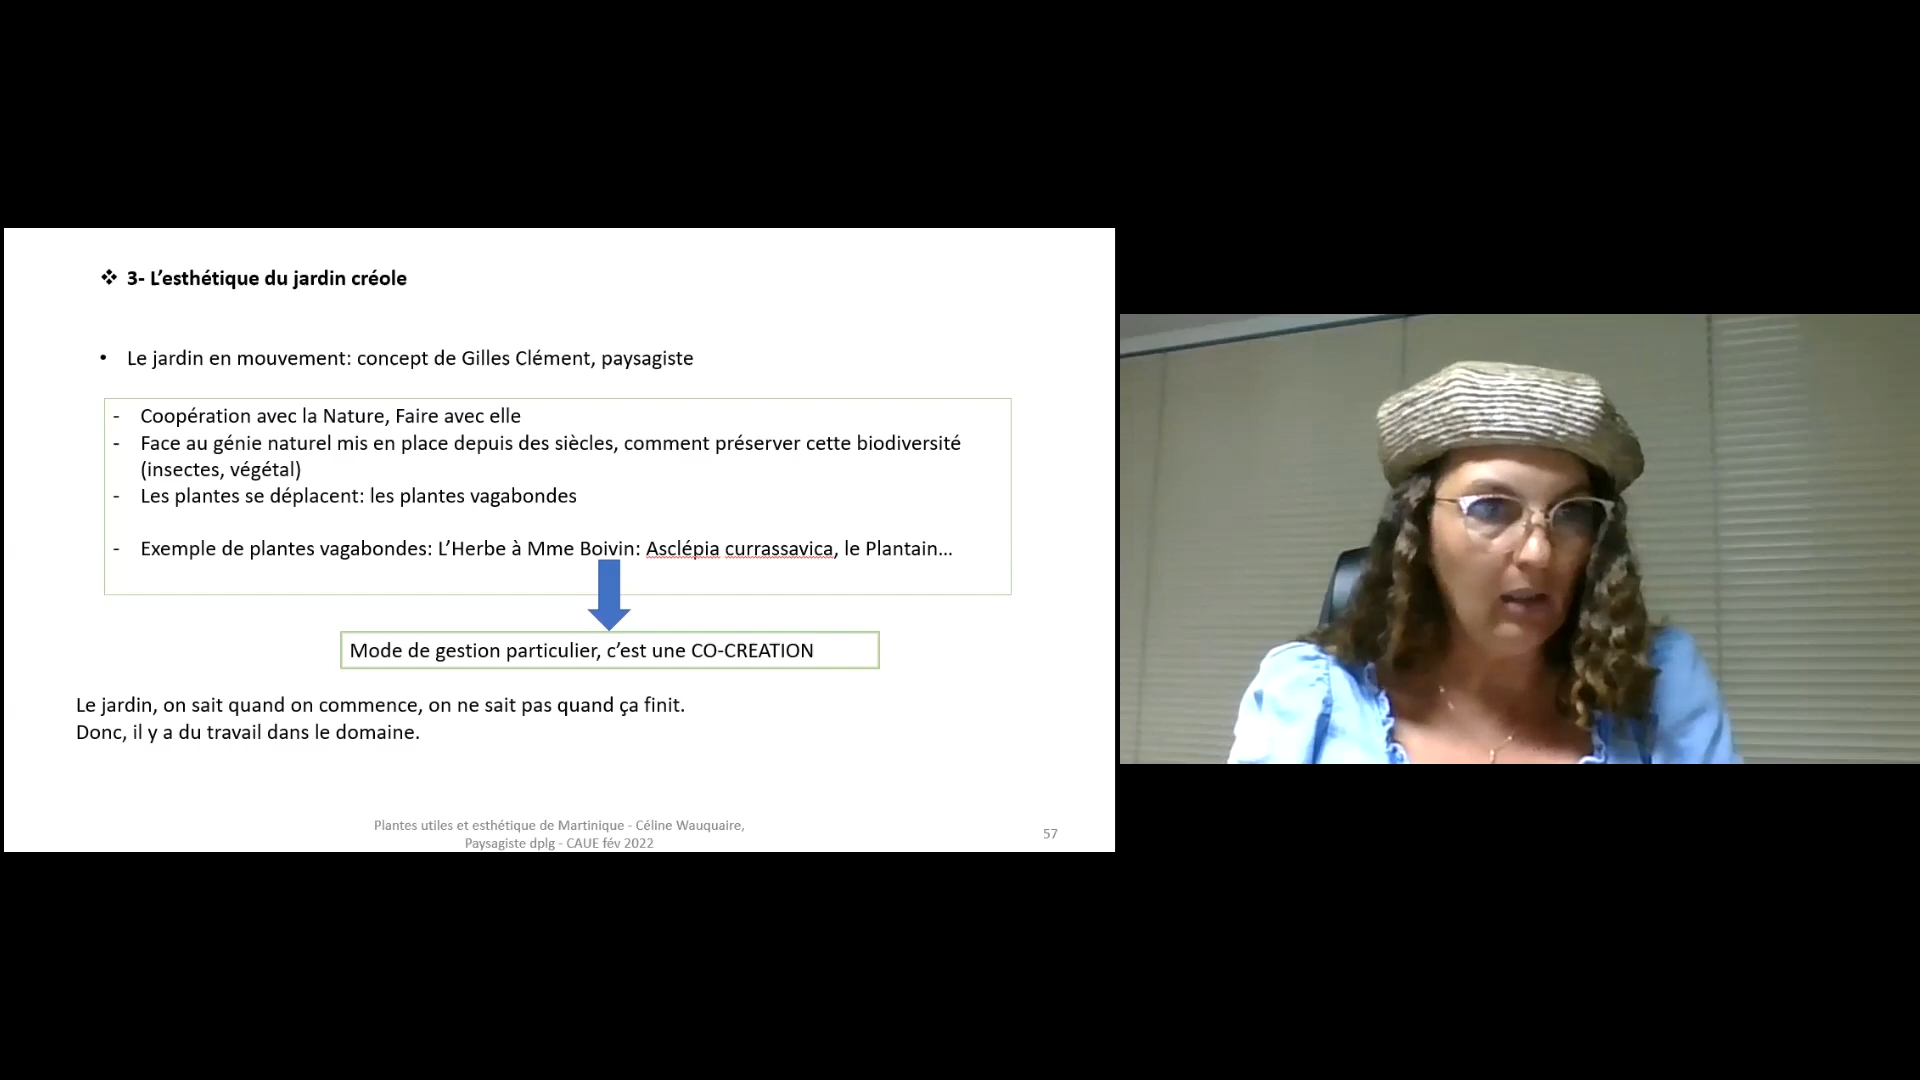 ❖ 3- L’esthétique du jardin créole
• Le jardin en mouvement: concept de Gilles Clément, paysagiste
- Coopération avec la Nature, Faire avec elle
- Face au génie naturel mis en place depuis des siècles, comment préserver cette biodiversité
(insectes, végétal)
- Les plantes se déplacent: les plantes vagabondes
- Exemple de plantes vagabondes: L’Herbe à Mme Boivin: Asclépia currassavica, le Plantain…
Mode de gestion particulier, c’est une CO-CREATION
Le jardin, on sait quand on commence, on ne sait pas quand ça finit.
Donc, il y a du travail dans le domaine.
Plantes utiles et esthétique de Martinique - Céline Wauquaire,
Paysagiste dplg - CAUE fév 2022
57